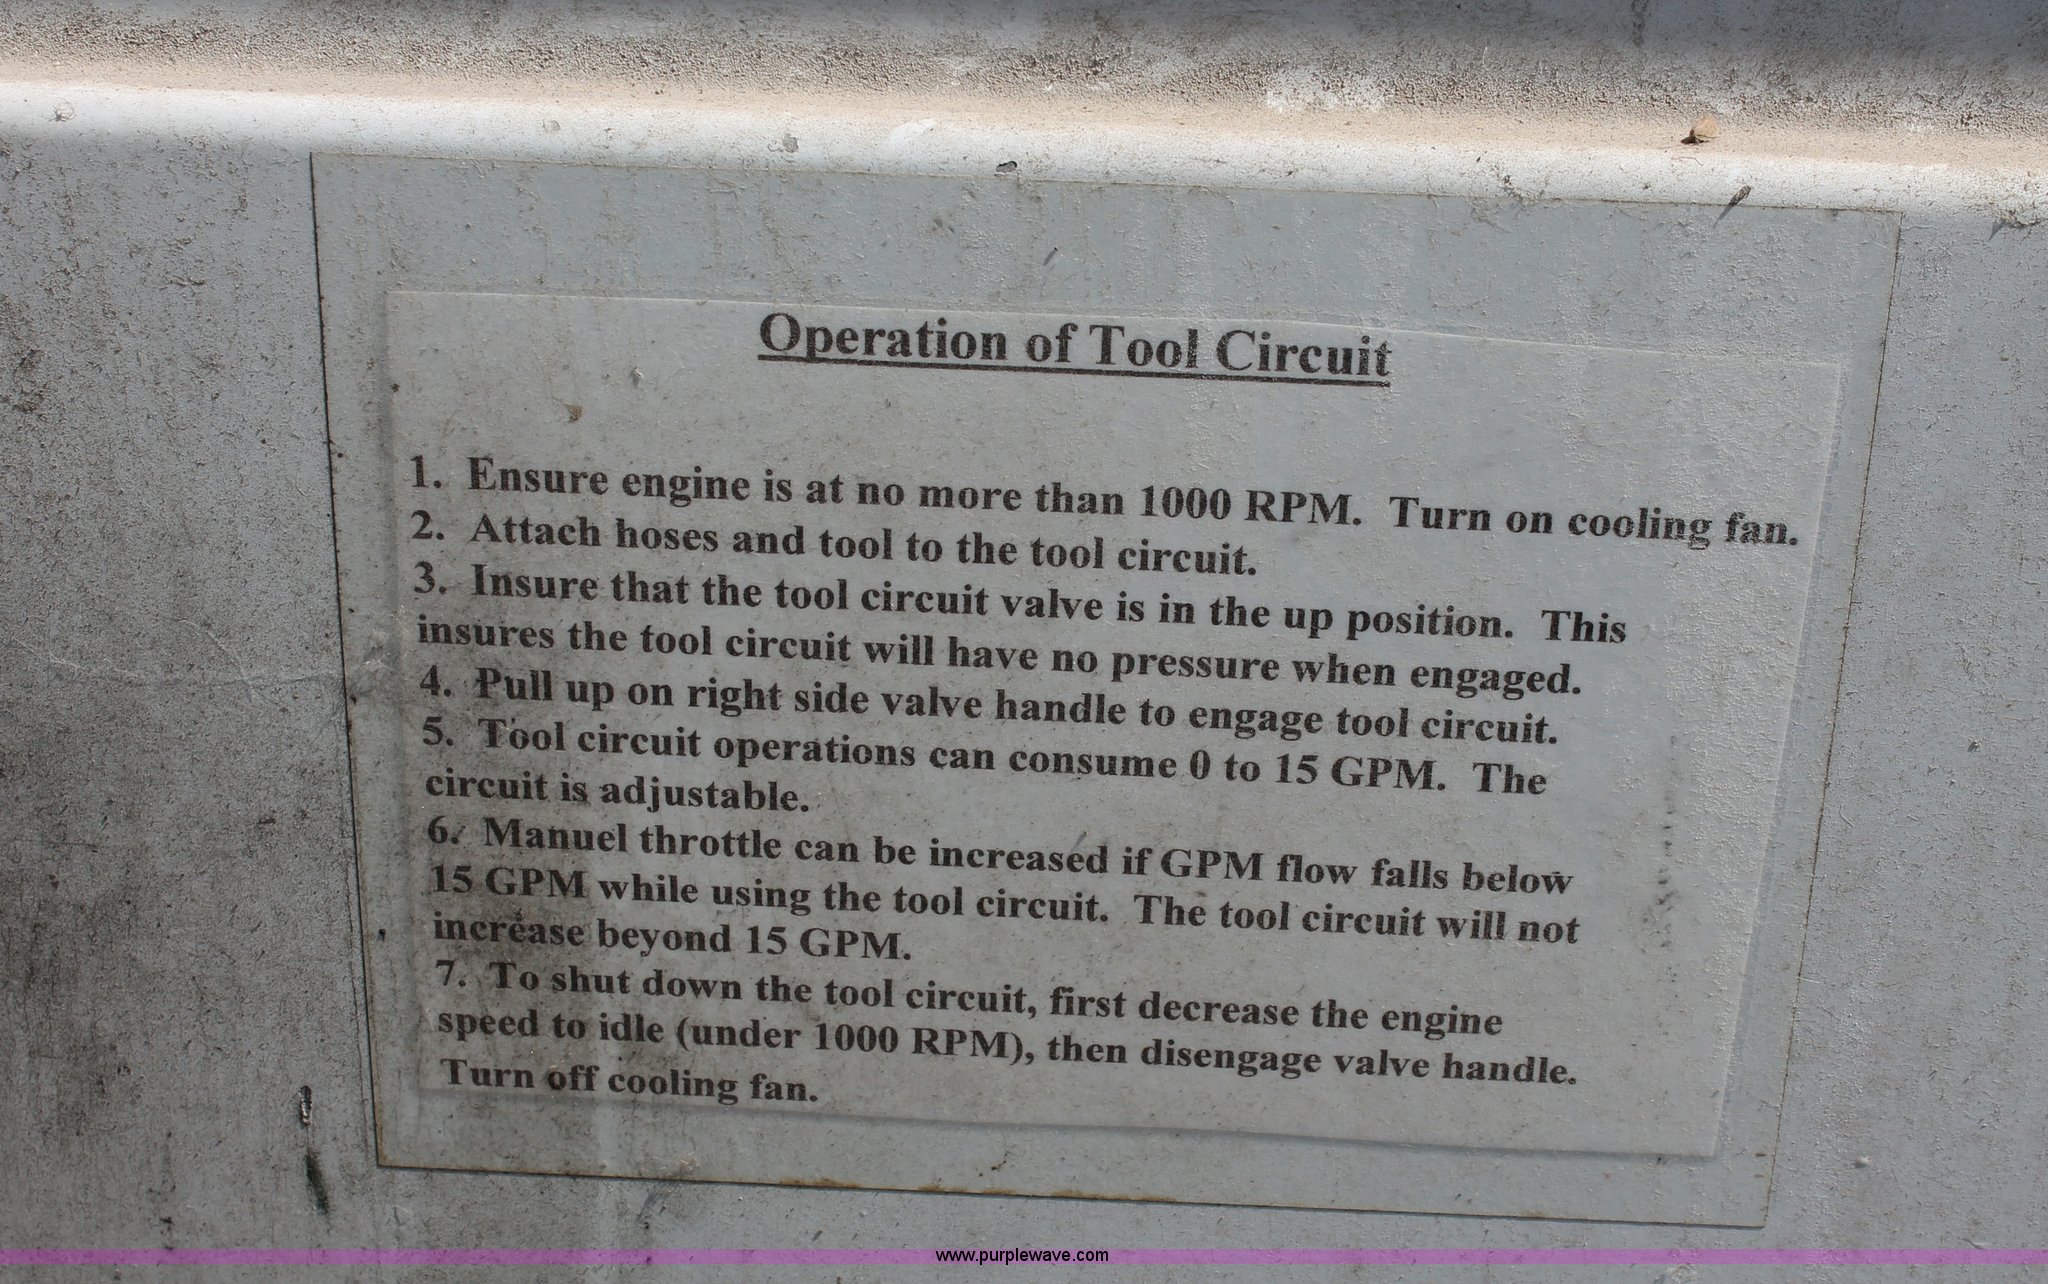 Operation of Tool Circuit
1. Ensure engine is at no more than 1000 RPM. Turn on cooling fan.
2. Attach hoses and tool to the tool circuit.
3. Insure that the tool circuit valve is in the up position. This
insures the tool circuit will have no pressure when engaged.
4. Pull up on right side valve handle to engage tool circuit.
5. Tool circuit operations can consume 0 to 15 GPM. The
circuit is adjustable.
6. Manuel throttle can be increased if GPM flow falls below
15 GPM while using the tool circuit. The tool circuit will not
increase beyond 15 GPM.
7. To shut down the tool circuit, first decrease the engine
speed to idle (under 1000 RPM), then disengage valve handle.
Turn off cooling fan.
www.purplewave.com